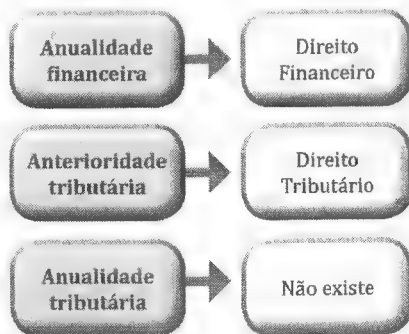 Anualidade
financeira
Direito
Financeiro
Anterioridade
tributária
Direito
Tributário
Anualidade
tributária
Não existe